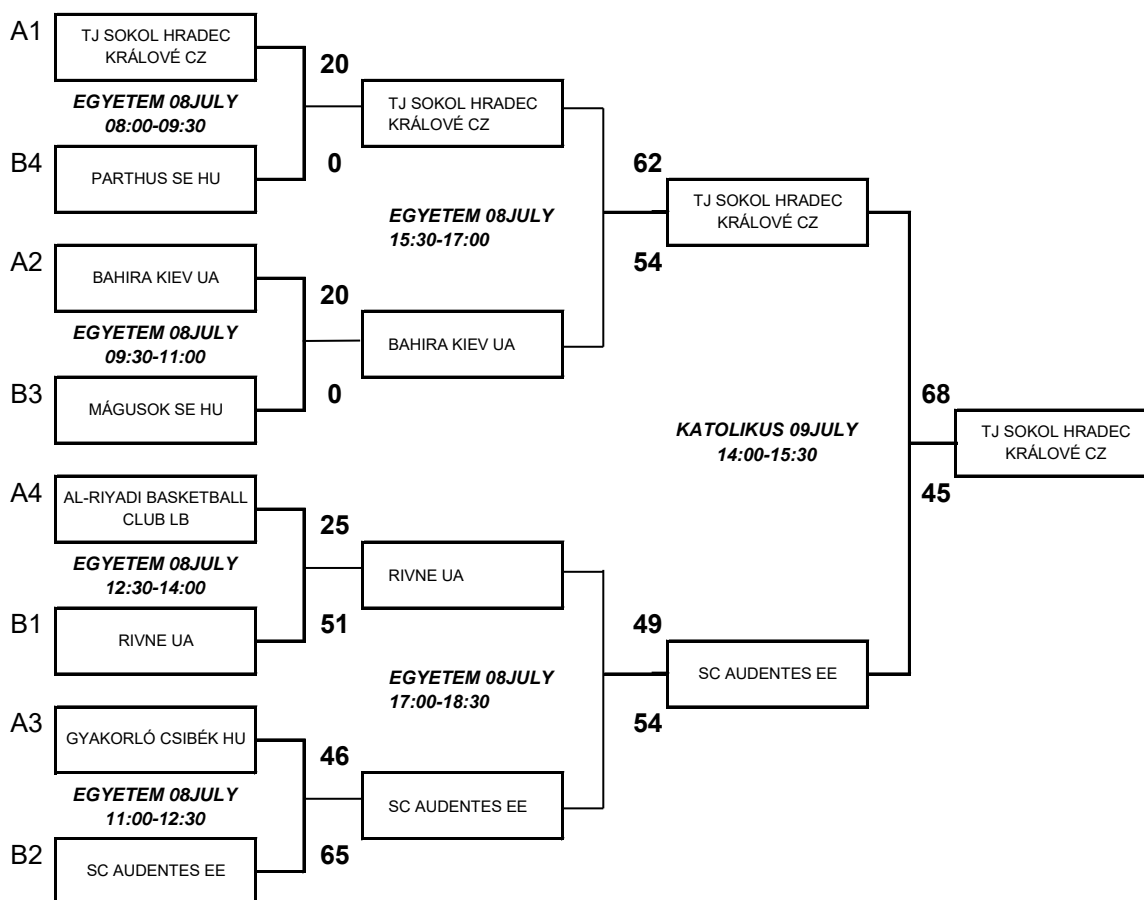 A1
TJ SOKOL HRADEC
KRÁLOVÉ CZ
20
EGYETEM 08JULY
08:00-09:30
TJ SOKOL HRADEC
KRÁLOVÉ CZ
B4
PARTHUS SE HU
0
62
TJ SOKOL HRADEC
KRÁLOVÉ CZ
EGYETEM 08JULY
15:30-17:00
54
A2
BAHIRA KIEV UA
20
EGYETEM 08JULY
09:30-11:00
BAHIRA KIEV UA
B3
MÁGUSOK SE HU
0
68
KATOLIKUS 09JULY
14:00-15:30
TJ SOKOL HRADEC
KRÁLOVÉ CZ
45
A4
AL-RIYADI BASKETBALL
CLUB LB
25
EGYETEM 08JULY
12:30-14:00
RIVNE UA
B1
RIVNE UA
51
49
EGYETEM 08JULY
17:00-18:30
SC AUDENTES EE
54
A3
GYAKORLÓ CSIBÉK HU
46
EGYETEM 08JULY
11:00-12:30
SC AUDENTES EE
B2
SC AUDENTES EE
65